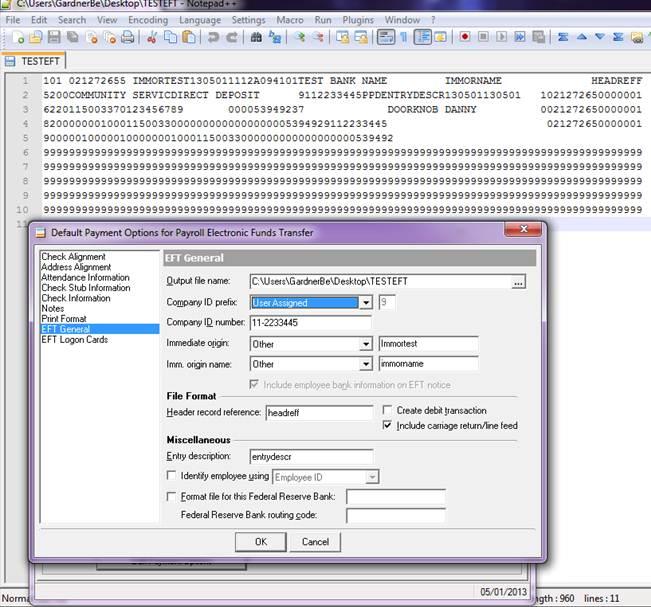 C:\Users\GardnerBe\Desktop\TESTEFT - Notepad++
File Edit Search View Encoding Language Settings Macro Run Plugins Window ?
TESTEFT
1 101 021272655 IMMORTEST1305011112A094101TEST BANK NAME IMMORNAME HEADREFF
2 5200COMMUNITY SERVICDIRECT DEPOSIT 9112233445PPDENTRYDESCR130501130501 1021272650000001
3 6220115003370123456789 0000053949237 DOORKNOB DANNY 0021272650000001
4 82000000010001150033000000000000000005394929112233445 021272650000001
5 9000001000001000000010001150033000000000000000000539492
6 9999999999999999999999999999999999999999999999999999999999999999999999999999999999999999999999
7 9999999999999999999999999999999999999999999999999999999999999999999999999999999999999999999999
8 9999999999999999999999999999999999999999999999999999999999999999999999999999999999999999999999
9 9999999999999999999999999999999999999999999999999999999999999999999999999999999999999999999999
10 9999999999999999999999999999999999999999999999999999999999999999999999999999999999999999999999
11
Default Payment Options for Payroll Electronic Funds Transfer
Check Alignment
Address Alignment
Attendance Information
Check Stub Information
Check Information
Notes
Print Format
EFT General
EFT Logon Cards
EFT General
Output file name: C:\Users\GardnerBe\Desktop\TESTEFT ...
Company ID prefix: User Assigned 9
Company ID number: 11-2233445
Immediate origin: Other Immortest
Imm. origin name: Other immorname
Include employee bank information on EFT notice
File Format
Header record reference: headreff
Create debit transaction
Include carriage return/line feed
Miscellaneous
Entry description: entrydescr
Identify employee using Employee ID
Format file for this Federal Reserve Bank:
Federal Reserve Bank routing code:
OK Cancel
05/01/2013
Norma
ngth : 960 lines : 11